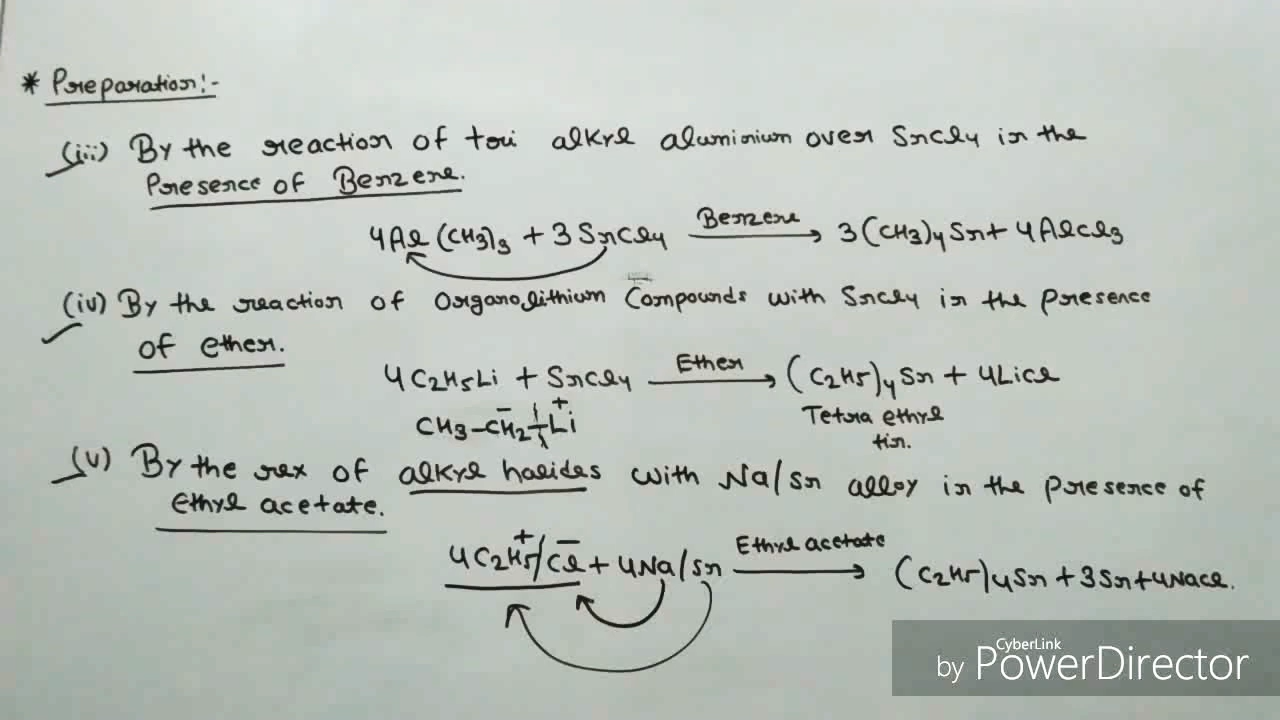 * Preparation:-
(iii) By the reaction of tri alkyl aluminium over SnCl4 in the
Presence of Benzene.
4Al(CH3)3 + 3SnCl4 Benzene → 3(CH3)4Sn + 4AlCl3
(iv) By the reaction of Organolithium Compounds with SnCl4 in the presence
of ether.
4C2H5Li + SnCl4 Ether → (C2H5)4Sn + 4LiCl
CH3-CH2 Li
- +
Tetra ethyl
tin.
(v) By the rex of alkyl halides with Na/Sn alloy in the presence of
Ethyl acetate.
4C2H5/Cl + 4Na/Sn Ethyl acetate → (C2H5)4Sn + 3Sn + 4NaCl.
+ -
CyberLink
by PowerDirector